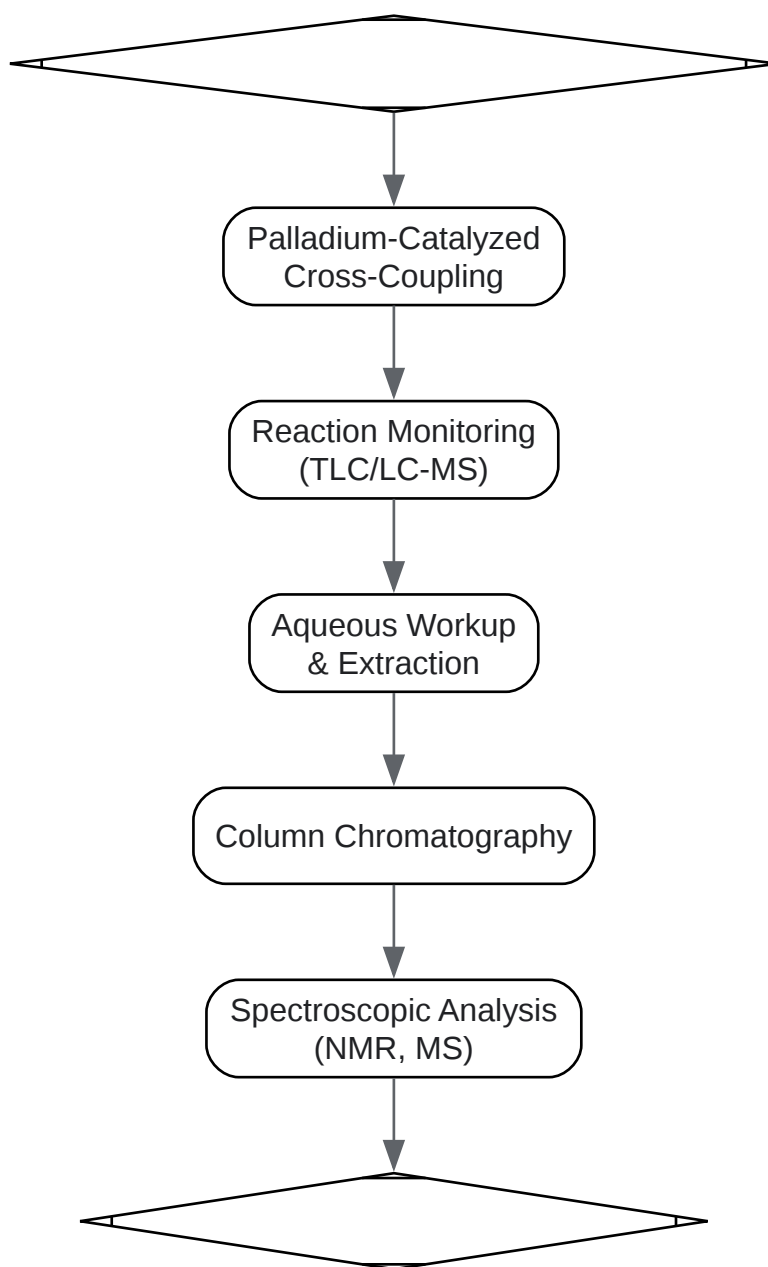 Palladium-Catalyzed
Cross-Coupling
Reaction Monitoring
(TLC/LC-MS)
Aqueous Workup
& Extraction
Column Chromatography
Spectroscopic Analysis
(NMR, MS)